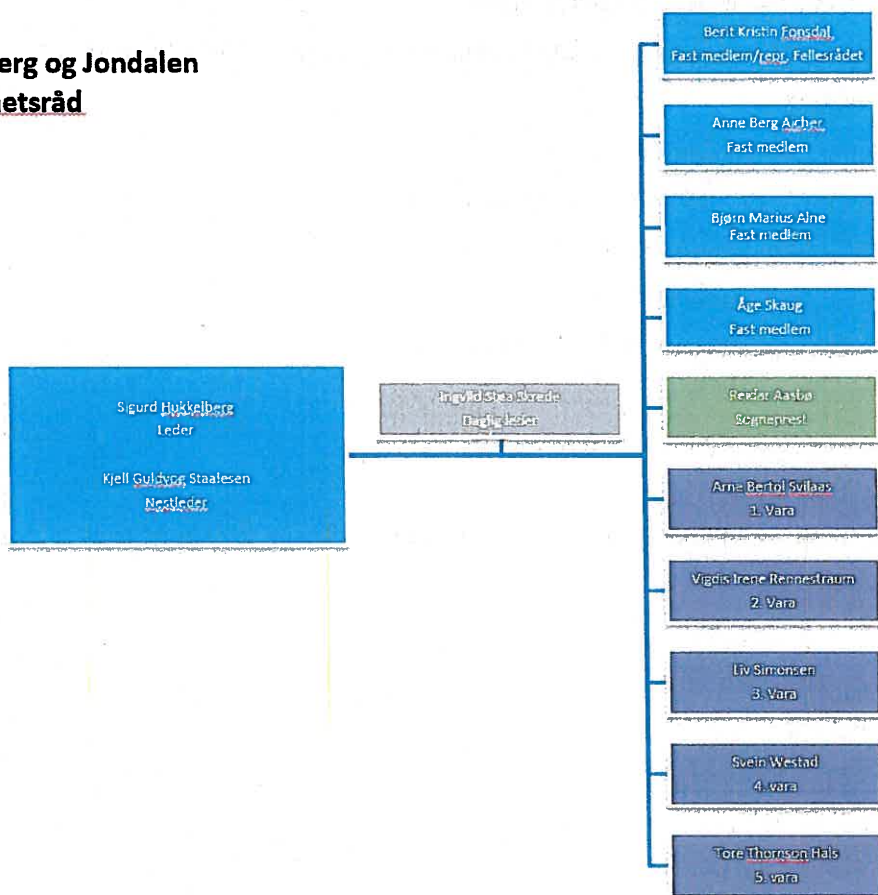 erg og Jondalen
etsråd
Berit Kristin Fonsdal,
Fast medlem/repr. Fellesrådet
Anne Berg Aicher
Fast medlem
Bjørn Marius Alne
Fast medlem
Åge Skaug
Fast medlem
Sigurd Hukkelberg
Leder
Kjell Guldvog Staalesen
Nestleder
Ingvild Stea Skrede
Daglig leder
Reidar Aasbø
Sogneprest
Arne Bertol Svilaas
1. Vara
Vigdis Irene Rennestraum
2. Vara
Liv Simonsen
3. Vara
Svein Westad
4. vara
Tore Thornson Hals
5. vara